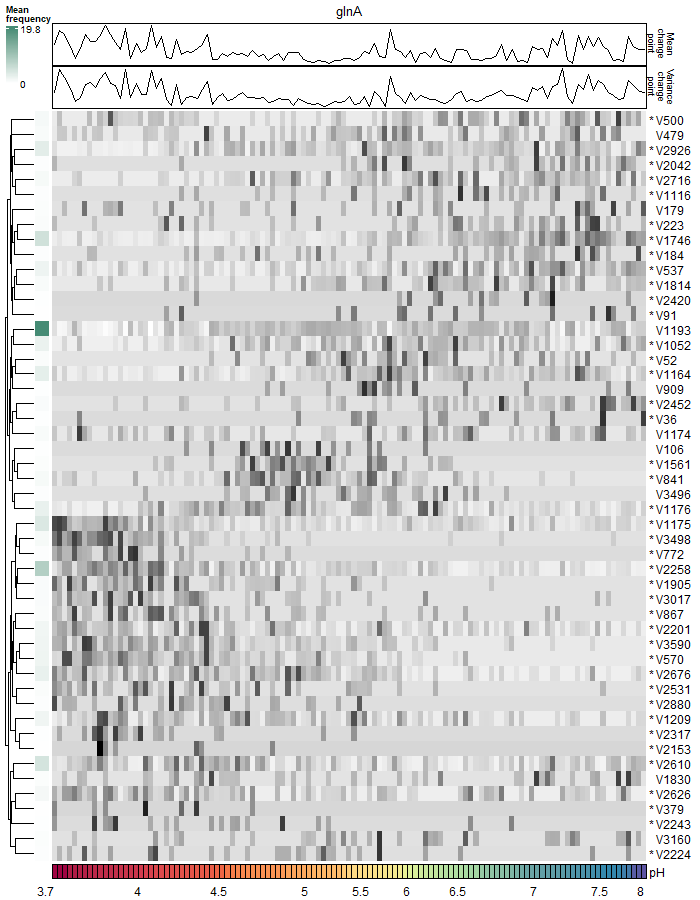 glnA
Mean
frequency
19.8
0
Mean
change
point
Variance
change
point
* V500
V479
* V2926
* V2042
* V2716
* V1116
V179
* V223
* V1746
* V184
* V537
* V1814
* V2420
* V91
V1193
* V1052
* V52
* V1164
V909
* V2452
* V36
V1174
V106
* V1561
* V841
V3496
* V1176
* V1175
* V3498
* V772
* V2258
* V1905
* V3017
* V867
* V2201
* V3590
* V570
* V2676
* V2531
* V2880
* V1209
* V2317
* V2153
* V2610
V1830
* V2626
* V379
* V2243
V3160
* V2224
pH
3.7 4 4.5 5 5.5 6 6.5 7 7.5 8